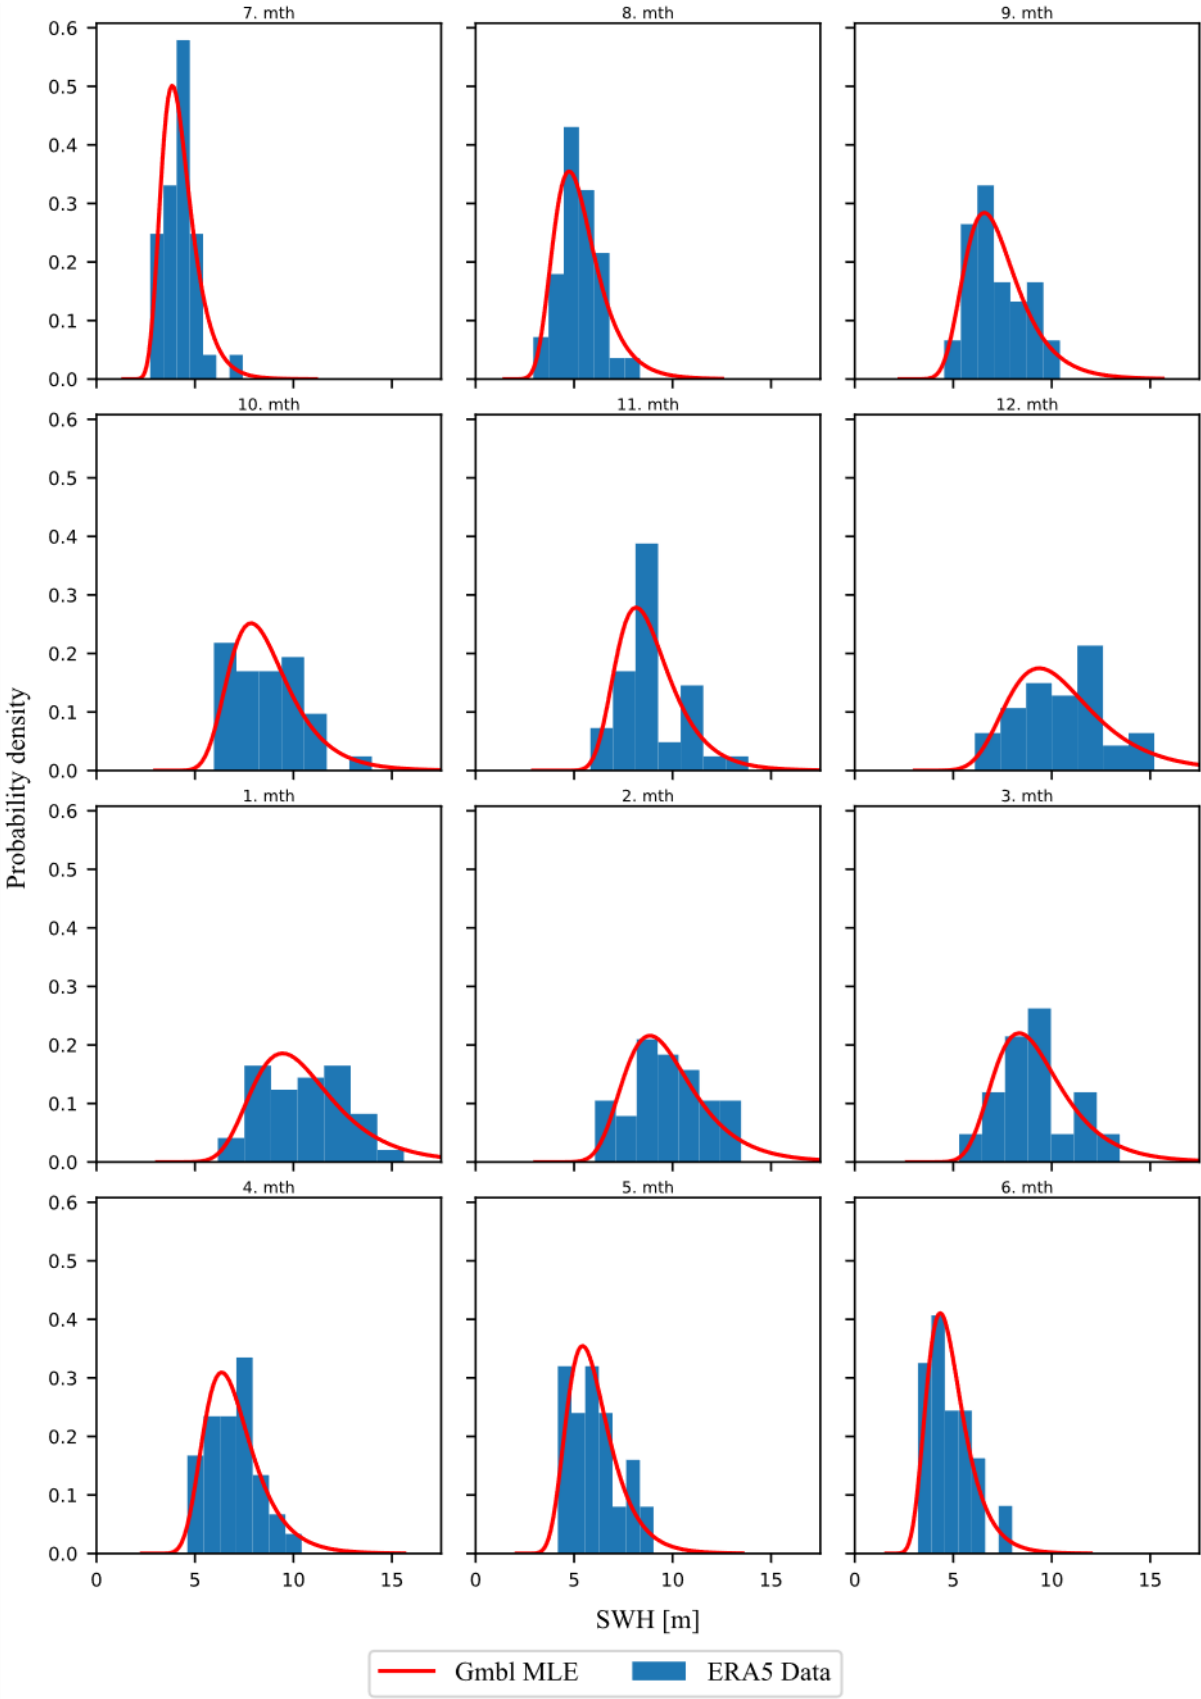 7. mth
8. mth
9. mth
0.6
0.5
0.4
0.3
0.2
0.1
0.0
10. mth
11. mth
12. mth
0.6
0.5
0.4
0.3
0.2
0.1
0.0
Probability density
1. mth
2. mth
3. mth
0.6
0.5
0.4
0.3
0.2
0.1
0.0
4. mth
5. mth
6. mth
0.6
0.5
0.4
0.3
0.2
0.1
0.0
0 5 10 15
0 5 10 15
0 5 10 15
SWH [m]
Gmbl MLE
ERA5 Data